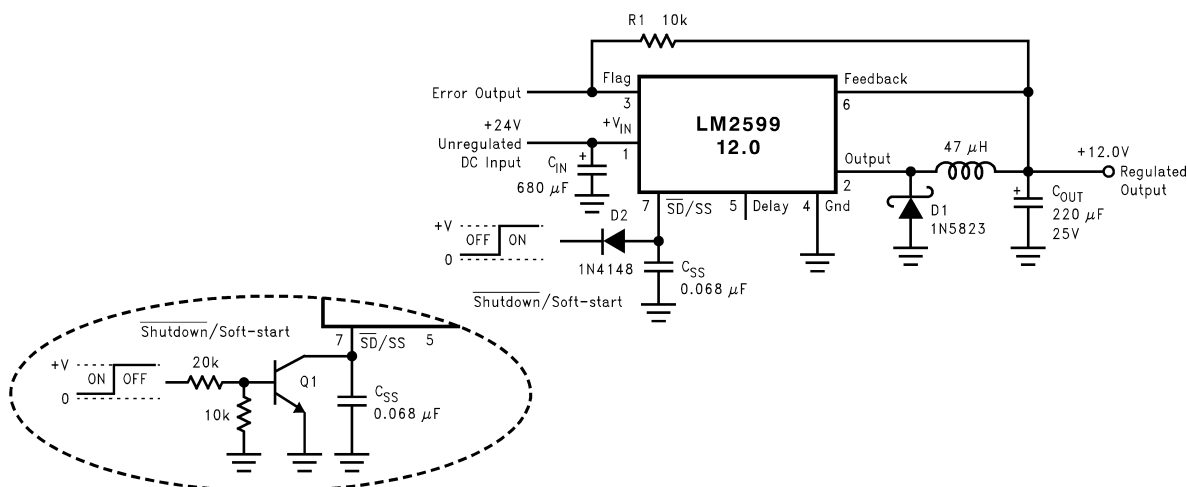 R1 10k
Flag
3
Error Output
Feedback
6
LM2599
12.0
+24V
Unregulated
DC Input
+VIN
1
CIN
+
680 μF
Output
2
47 μH
+12.0V
Regulated
Output
D1
1N5823
+
COUT
220 μF
25V
7
SD/SS
5
Delay
4
Gnd
+V
0
OFF
ON
D2
1N4148
CSS
0.068 μF
Shutdown/Soft-start
Shutdown/Soft-start
7
SD/SS
5
+V
0
ON
OFF
20k
10k
Q1
CSS
0.068 μF